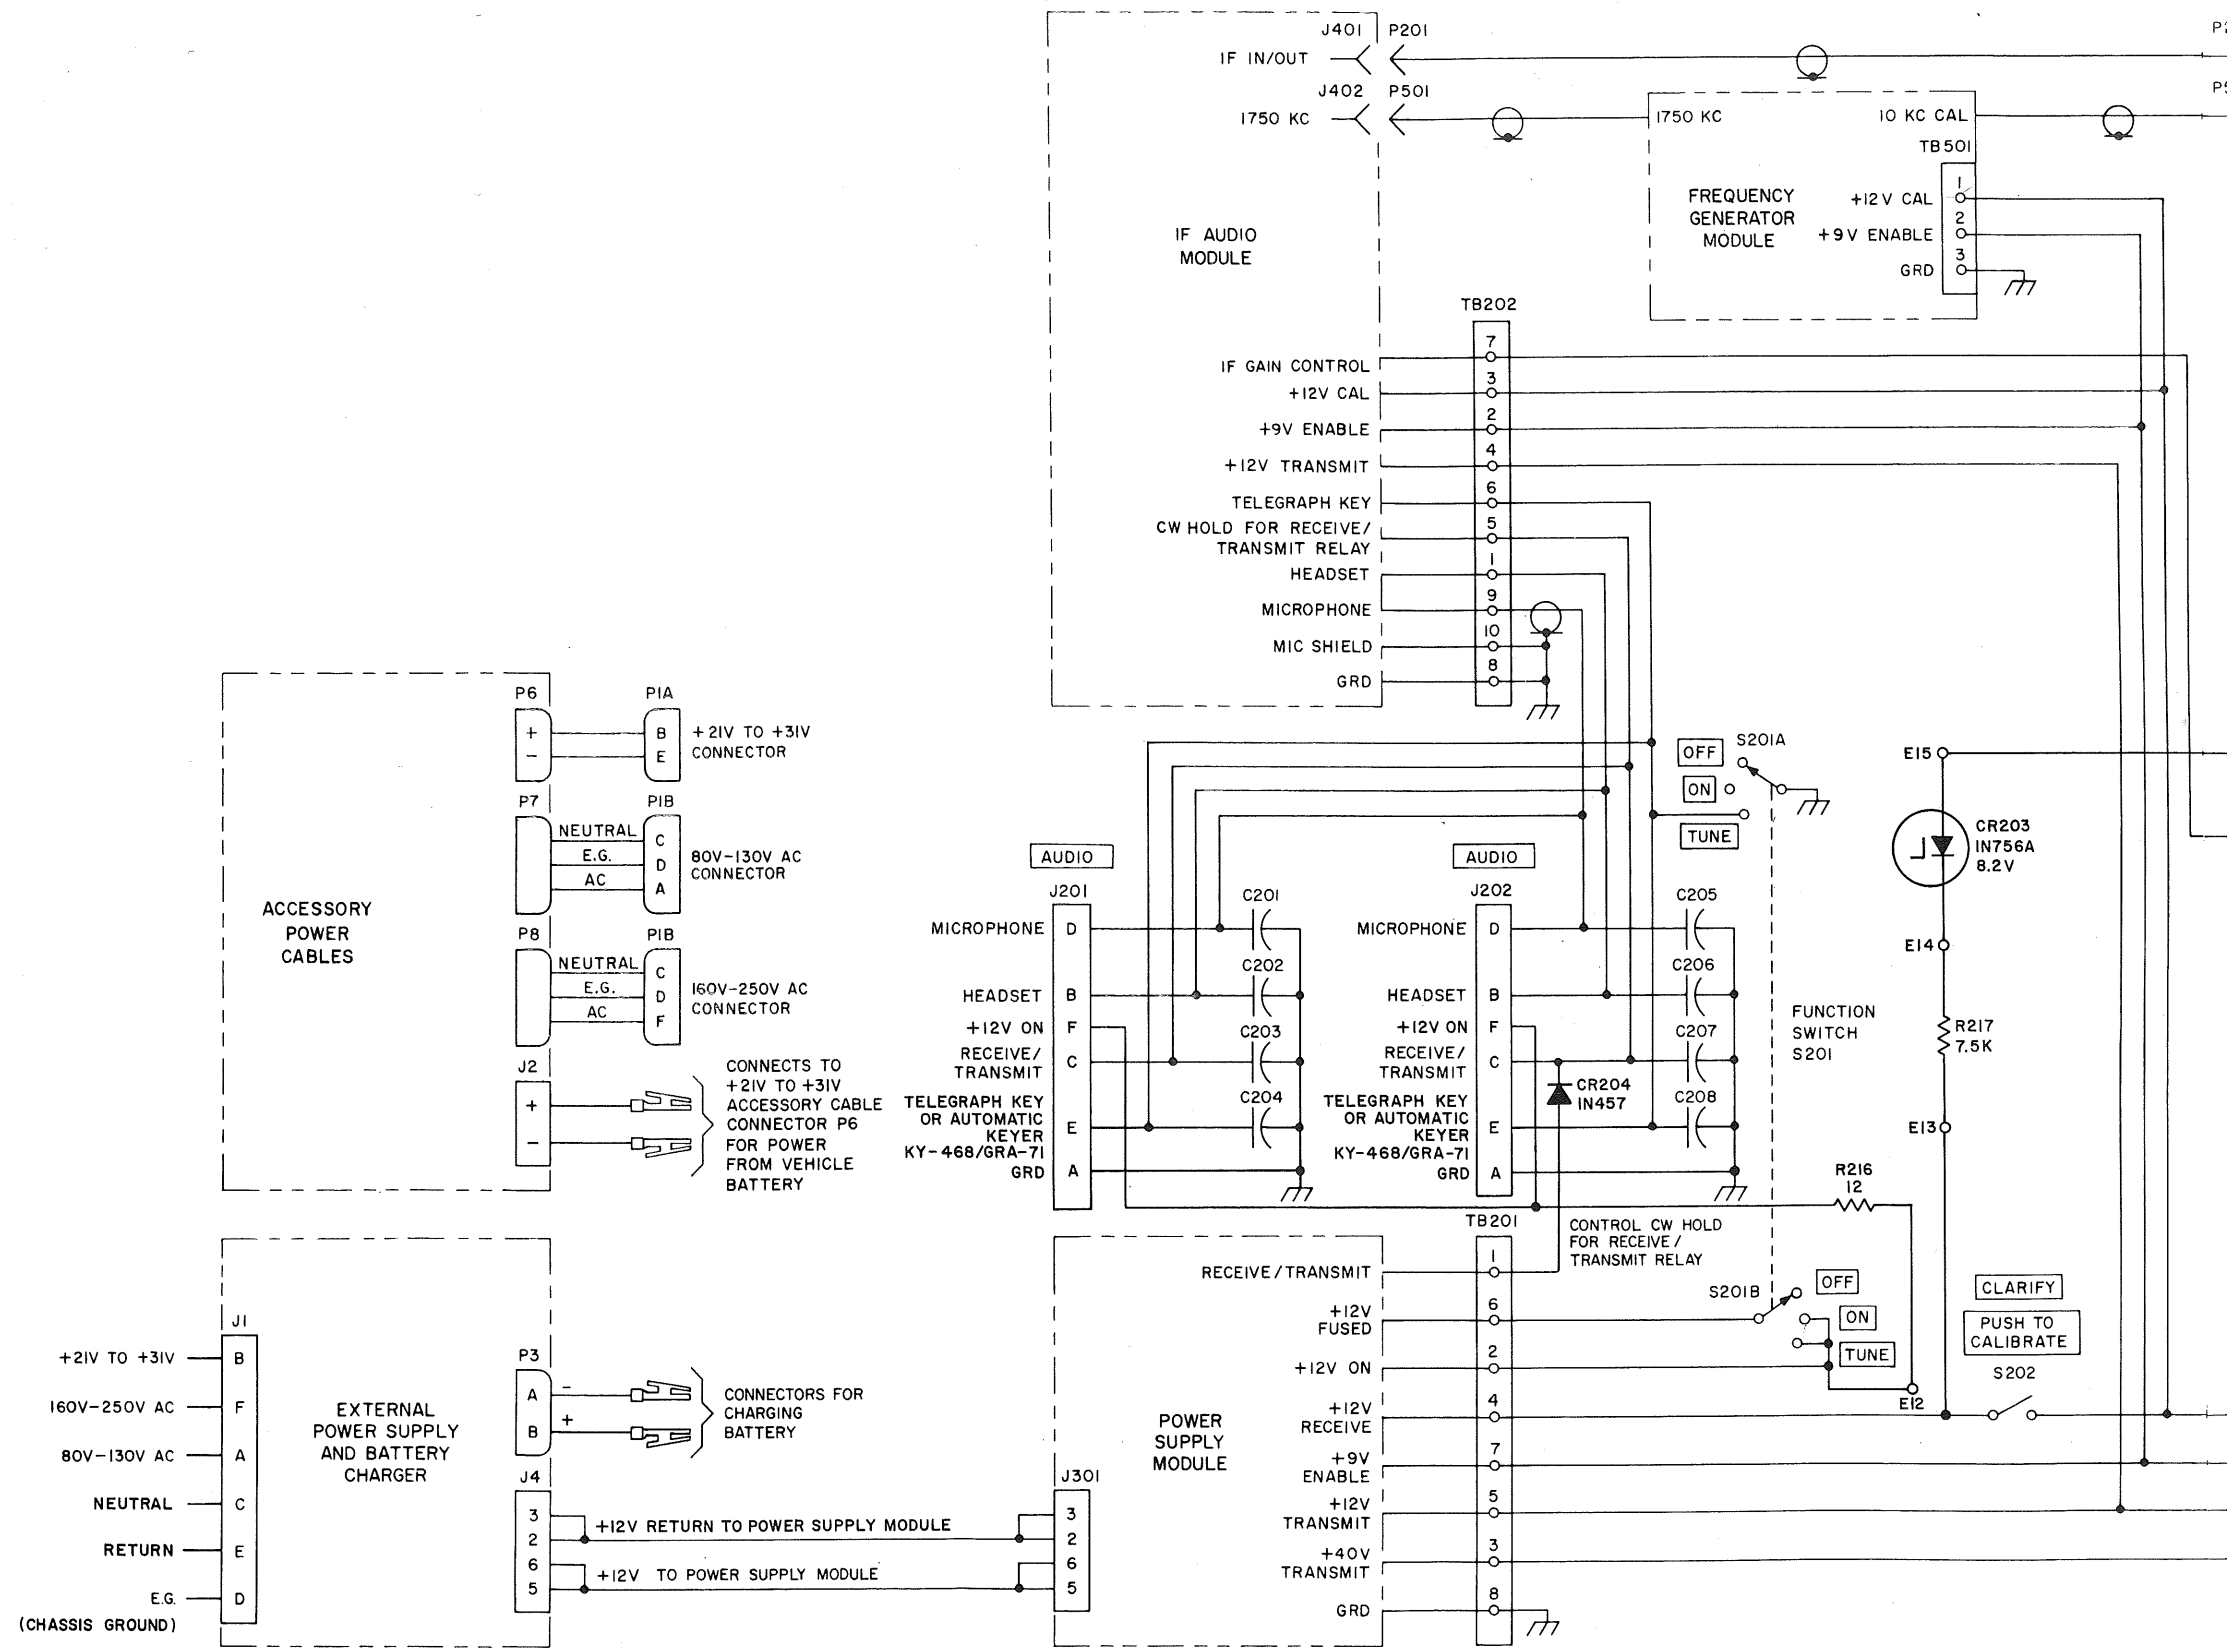 J401 P201
IF IN/OUT
J402 P501
1750 KC
1750 KC
10 KC CAL
TB501
1
+12V CAL
2
+9V ENABLE
3
GRD
FREQUENCY
GENERATOR
MODULE
IF AUDIO
MODULE
TB202
7
IF GAIN CONTROL
3
+12V CAL
2
+9V ENABLE
4
+12V TRANSMIT
6
TELEGRAPH KEY
5
CW HOLD FOR RECEIVE/
TRANSMIT RELAY
1
HEADSET
9
MICROPHONE
10
MIC SHIELD
8
GRD
P6
+
-
P1A
B
E
+21V TO +31V
CONNECTOR
P7
NEUTRAL
E.G.
AC
P1B
C
D
A
80V-130V AC
CONNECTOR
P8
NEUTRAL
E.G.
AC
P1B
C
D
F
160V-250V AC
CONNECTOR
J2
+
-
CONNECTS TO
+21V TO +31V
ACCESSORY CABLE
CONNECTOR P6
FOR POWER
FROM VEHICLE
BATTERY
ACCESSORY
POWER
CABLES
OFF
S201A
ON
TUNE
E15
CR203
IN756A
8.2V
E14
R217
7.5K
E13
AUDIO
J201
MICROPHONE D
C201
HEADSET B
C202
+12V ON F
C203
RECEIVE/
TRANSMIT
C
C204
TELEGRAPH KEY
OR AUTOMATIC
KEYER
KY-468/GRA-71
E
GRD A
AUDIO
J202
MICROPHONE D
C205
HEADSET B
C206
+12V ON F
C207
RECEIVE/
TRANSMIT
C
CR204
IN457
C208
TELEGRAPH KEY
OR AUTOMATIC
KEYER
KY-468/GRA-71
E
GRD A
FUNCTION
SWITCH
S201
R216
12
TB201
CONTROL CW HOLD
FOR RECEIVE/
TRANSMIT RELAY
1
RECEIVE/TRANSMIT
6
+12V
FUSED
2
+12V ON
4
+12V
RECEIVE
7
+9V
ENABLE
5
+12V
TRANSMIT
3
+40V
TRANSMIT
8
GRD
POWER
SUPPLY
MODULE
S201B
OFF
ON
TUNE
E12
CLARIFY
PUSH TO
CALIBRATE
S202
J1
+21V TO +31V B
160V-250V AC F
80V-130V AC A
NEUTRAL C
RETURN E
E.G. D
(CHASSIS GROUND)
EXTERNAL
POWER SUPPLY
AND BATTERY
CHARGER
P3
A -
B +
CONNECTORS FOR
CHARGING
BATTERY
J4
3
2
6
5
+12V RETURN TO POWER SUPPLY MODULE
+12V TO POWER SUPPLY MODULE
J301
3
2
6
5